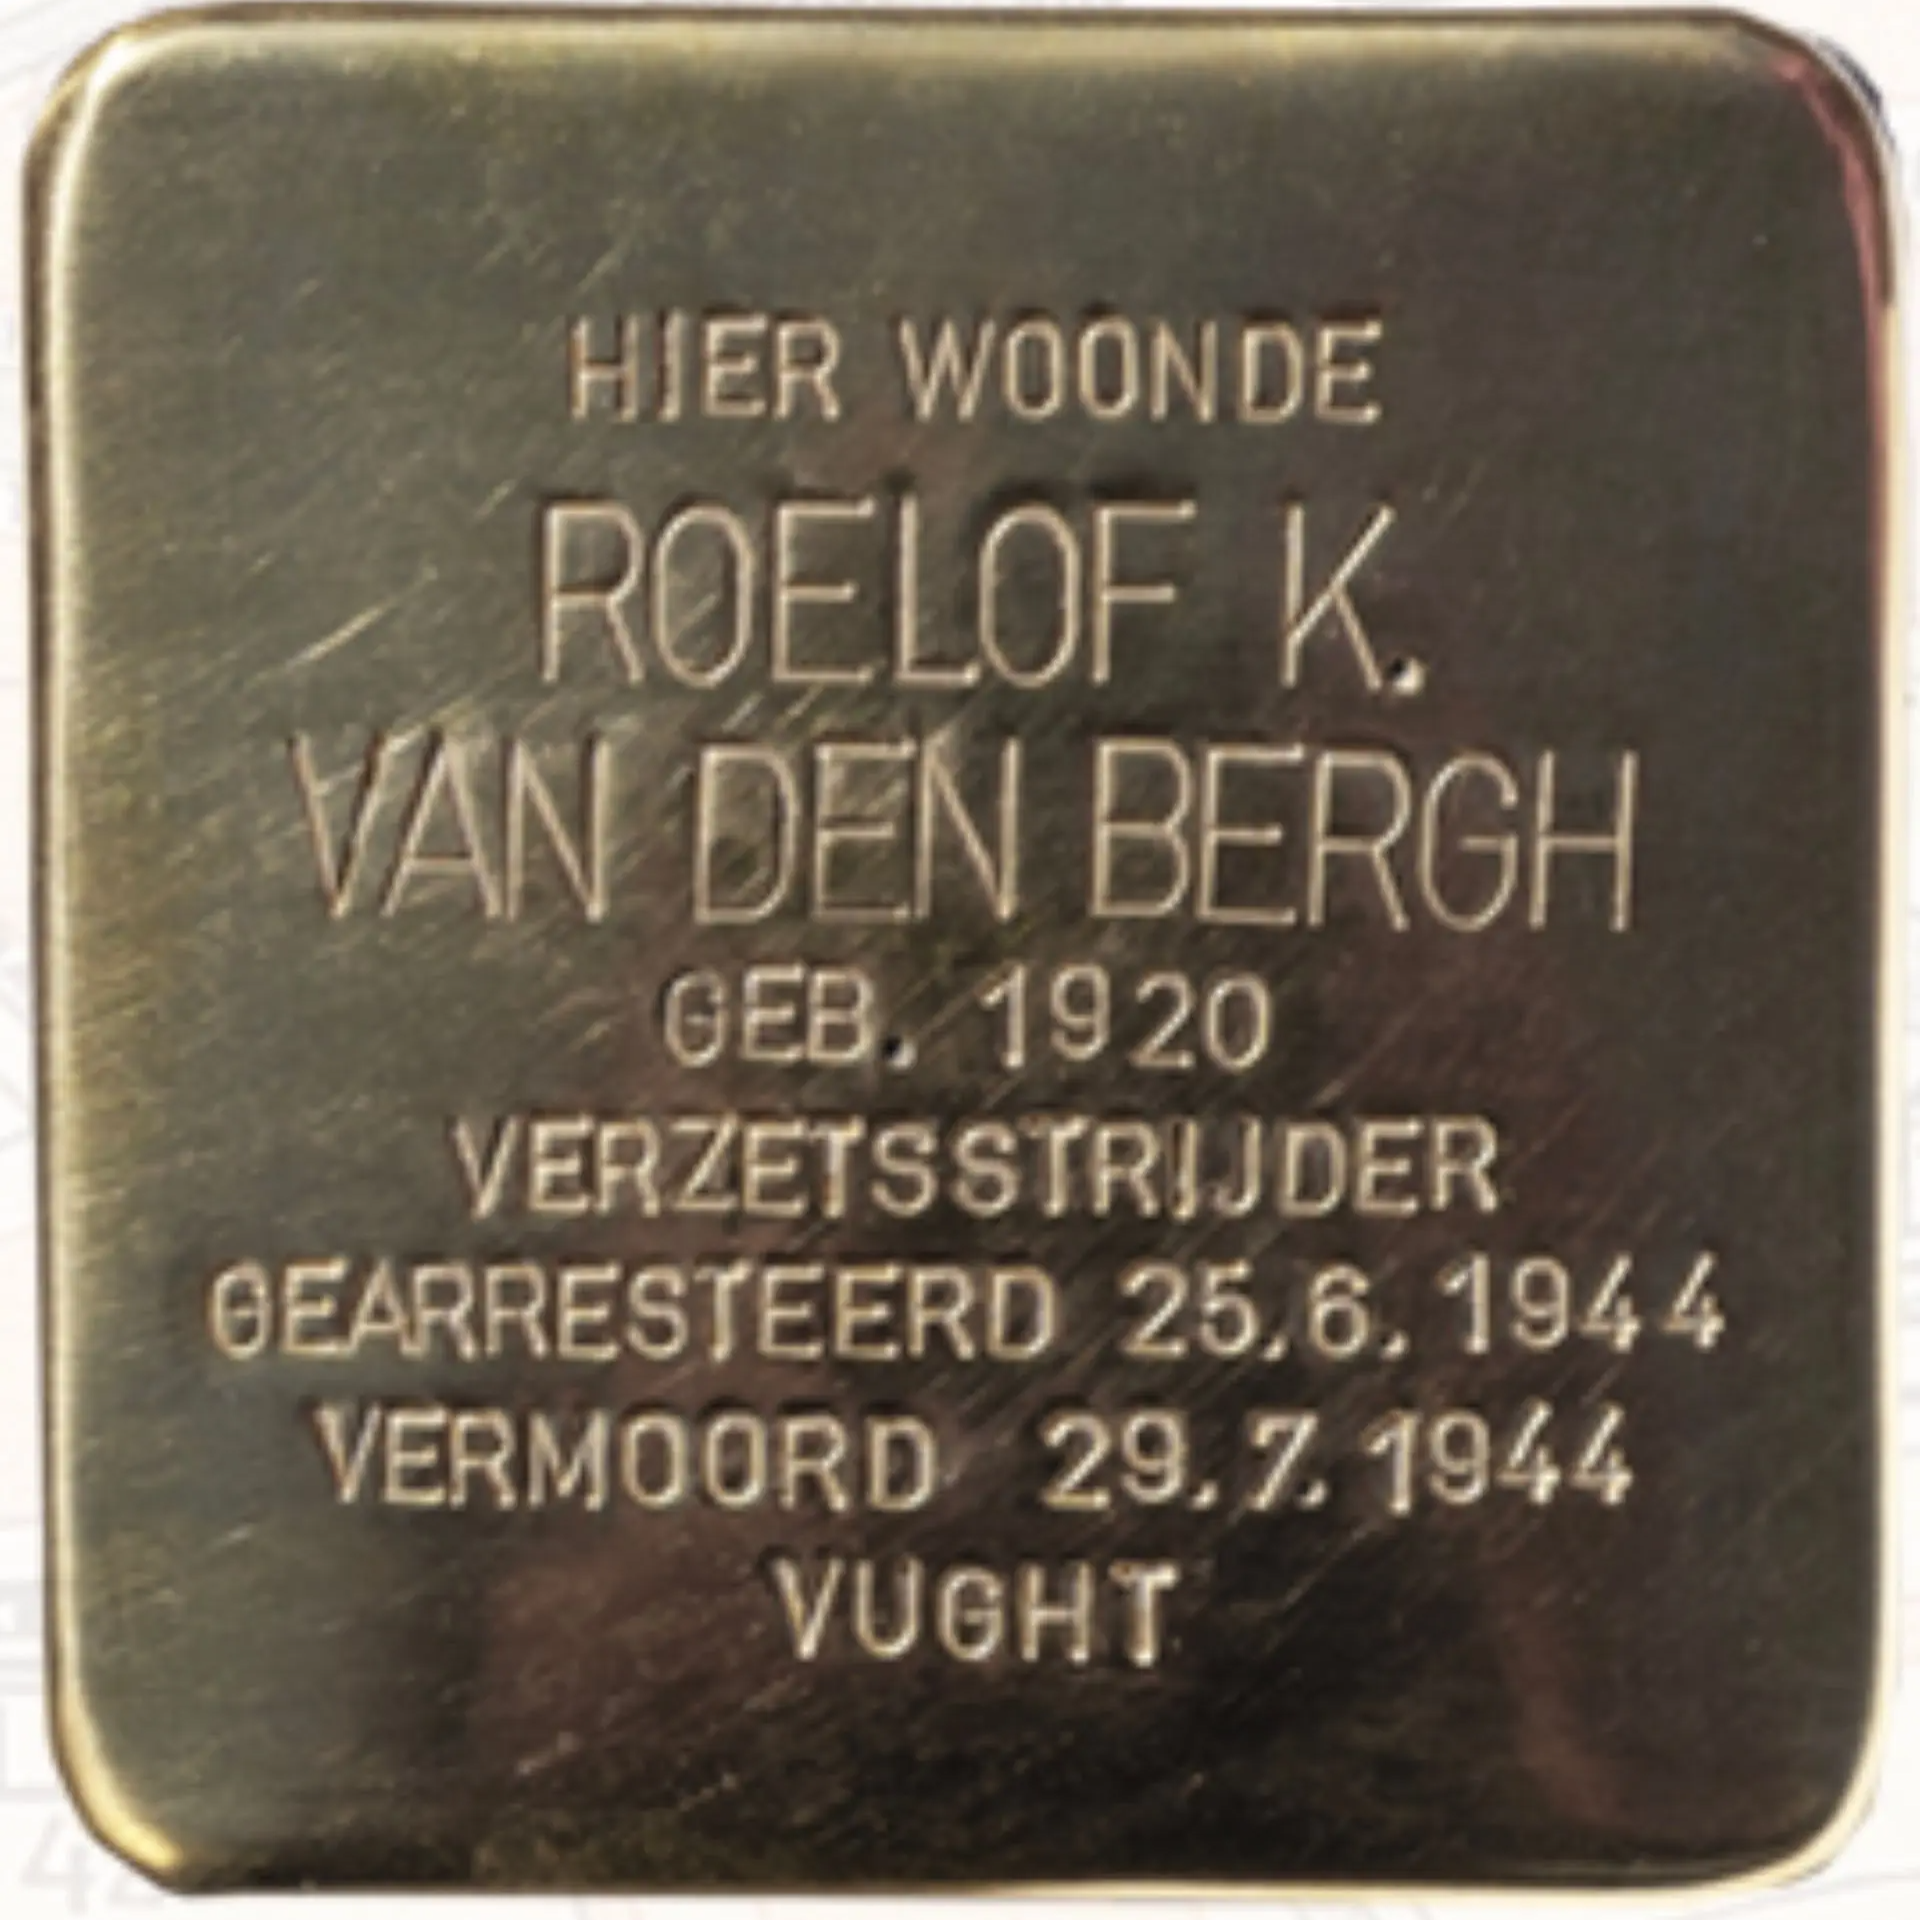 HIER WOONDE
ROELOF K.
VAN DEN BERGH
GEB. 1920
VERZETSSTRIJDER
GEARRESTEERD 25.6.1944
VERMOORD 29.7.1944
VUGHT